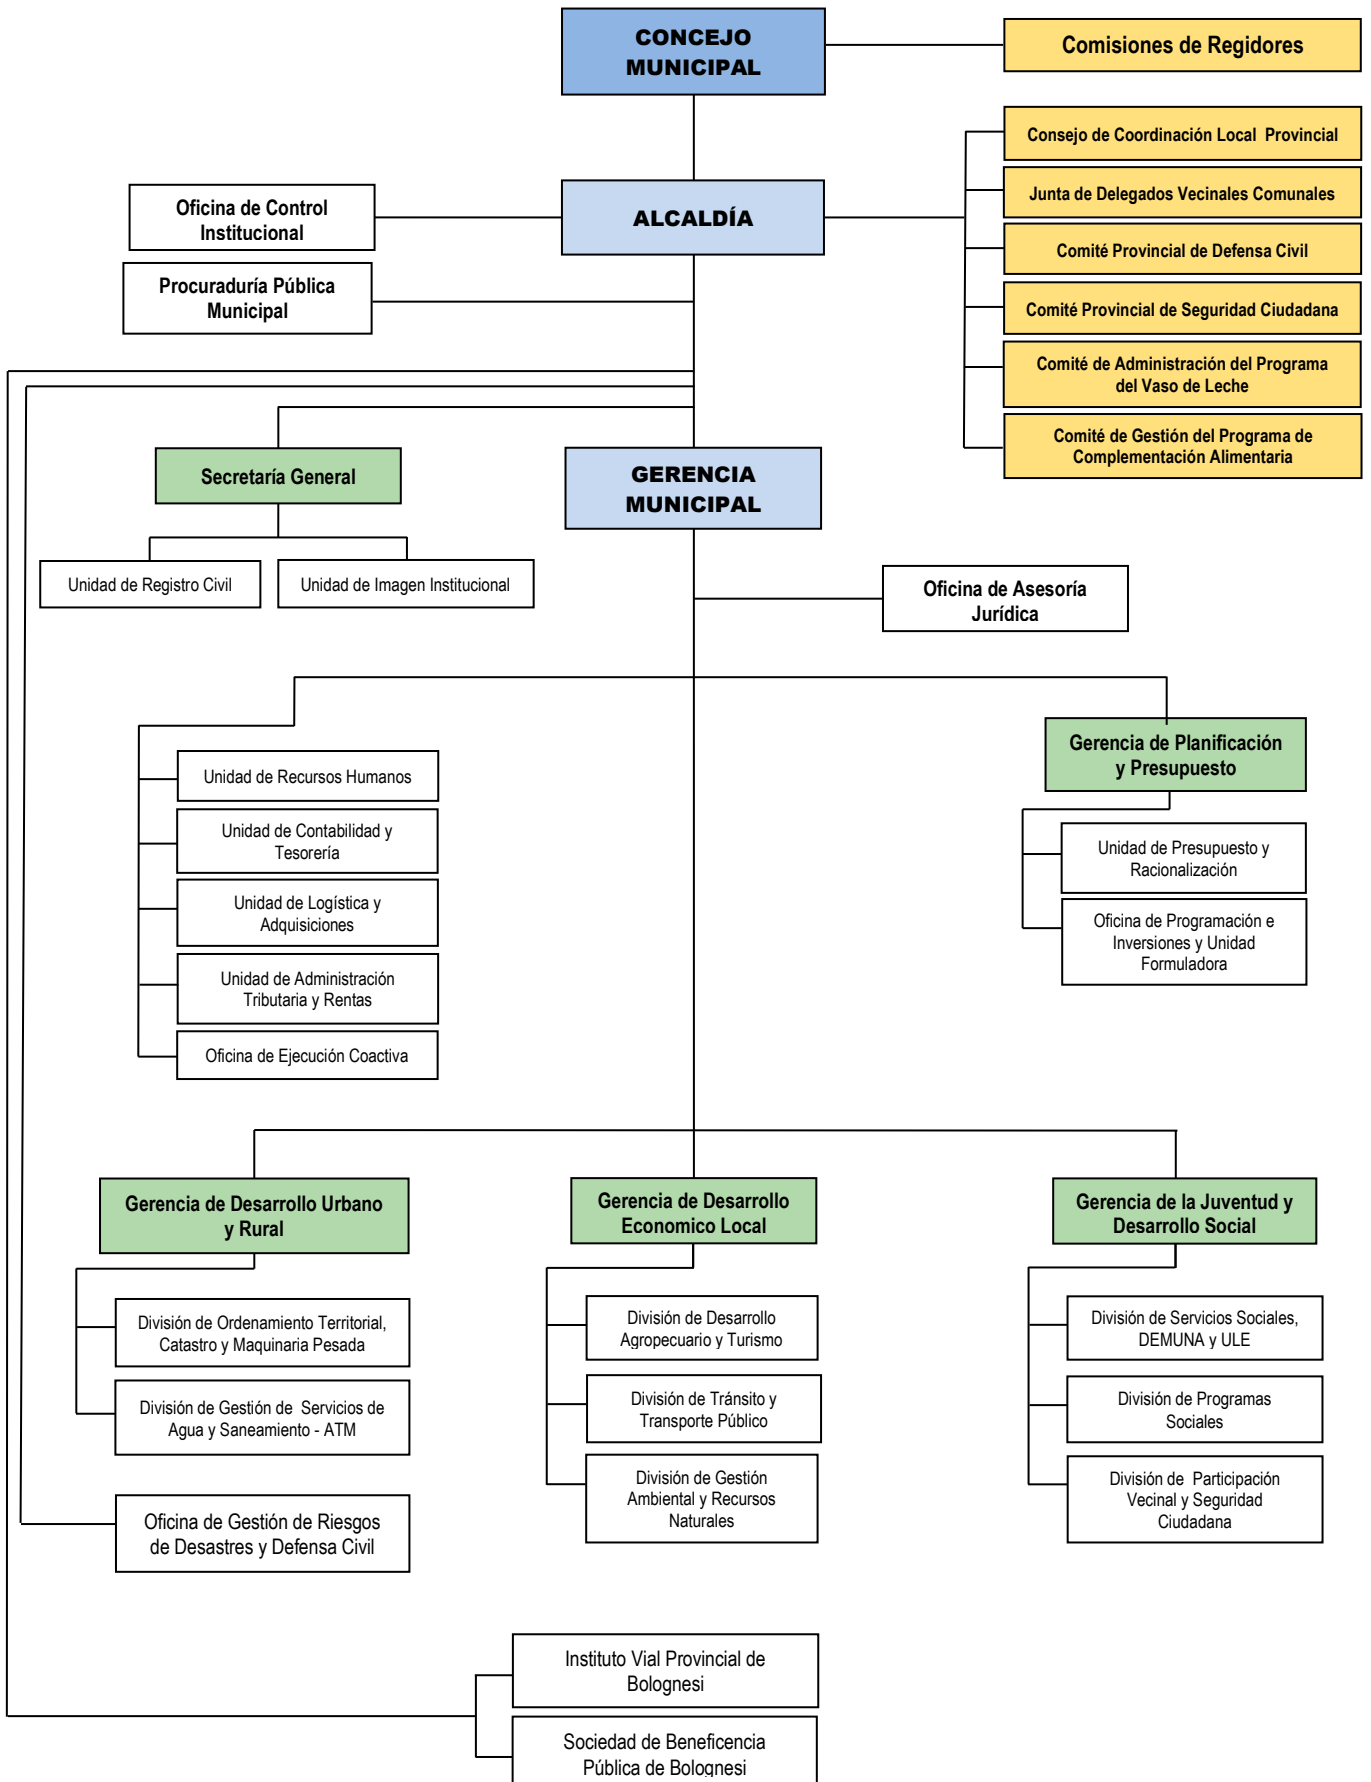 CONCEJO
MUNICIPAL
Comisiones de Regidores
Consejo de Coordinación Local Provincial
Junta de Delegados Vecinales Comunales
Comité Provincial de Defensa Civil
Comité Provincial de Seguridad Ciudadana
Comité de Administración del Programa
del Vaso de Leche
Comité de Gestión del Programa de
Complementación Alimentaria
ALCALDÍA
Oficina de Control
Institucional
Procuraduría Pública
Municipal
Secretaría General
Unidad de Registro Civil
Unidad de Imagen Institucional
GERENCIA
MUNICIPAL
Oficina de Asesoría
Jurídica
Unidad de Recursos Humanos
Unidad de Contabilidad y
Tesorería
Unidad de Logística y
Adquisiciones
Unidad de Administración
Tributaria y Rentas
Oficina de Ejecución Coactiva
Gerencia de Planificación
y Presupuesto
Unidad de Presupuesto y
Racionalización
Oficina de Programación e
Inversiones y Unidad
Formuladora
Gerencia de Desarrollo Urbano
y Rural
División de Ordenamiento Territorial,
Catastro y Maquinaria Pesada
División de Gestión de Servicios de
Agua y Saneamiento - ATM
Oficina de Gestión de Riesgos
de Desastres y Defensa Civil
Gerencia de Desarrollo
Economico Local
División de Desarrollo
Agropecuario y Turismo
División de Tránsito y
Transporte Público
División de Gestión
Ambiental y Recursos
Naturales
Gerencia de la Juventud y
Desarrollo Social
División de Servicios Sociales,
DEMUNA y ULE
División de Programas
Sociales
División de Participación
Vecinal y Seguridad
Ciudadana
Instituto Vial Provincial de
Bolognesi
Sociedad de Beneficencia
Pública de Bolognesi